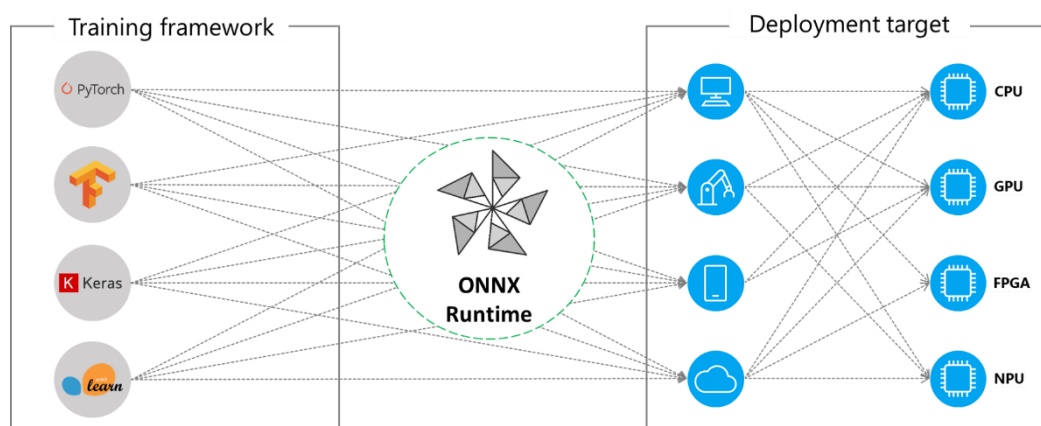 Training framework
Deployment target
PyTorch
CPU
GPU
K Keras
ONNX
Runtime
FPGA
learn
NPU